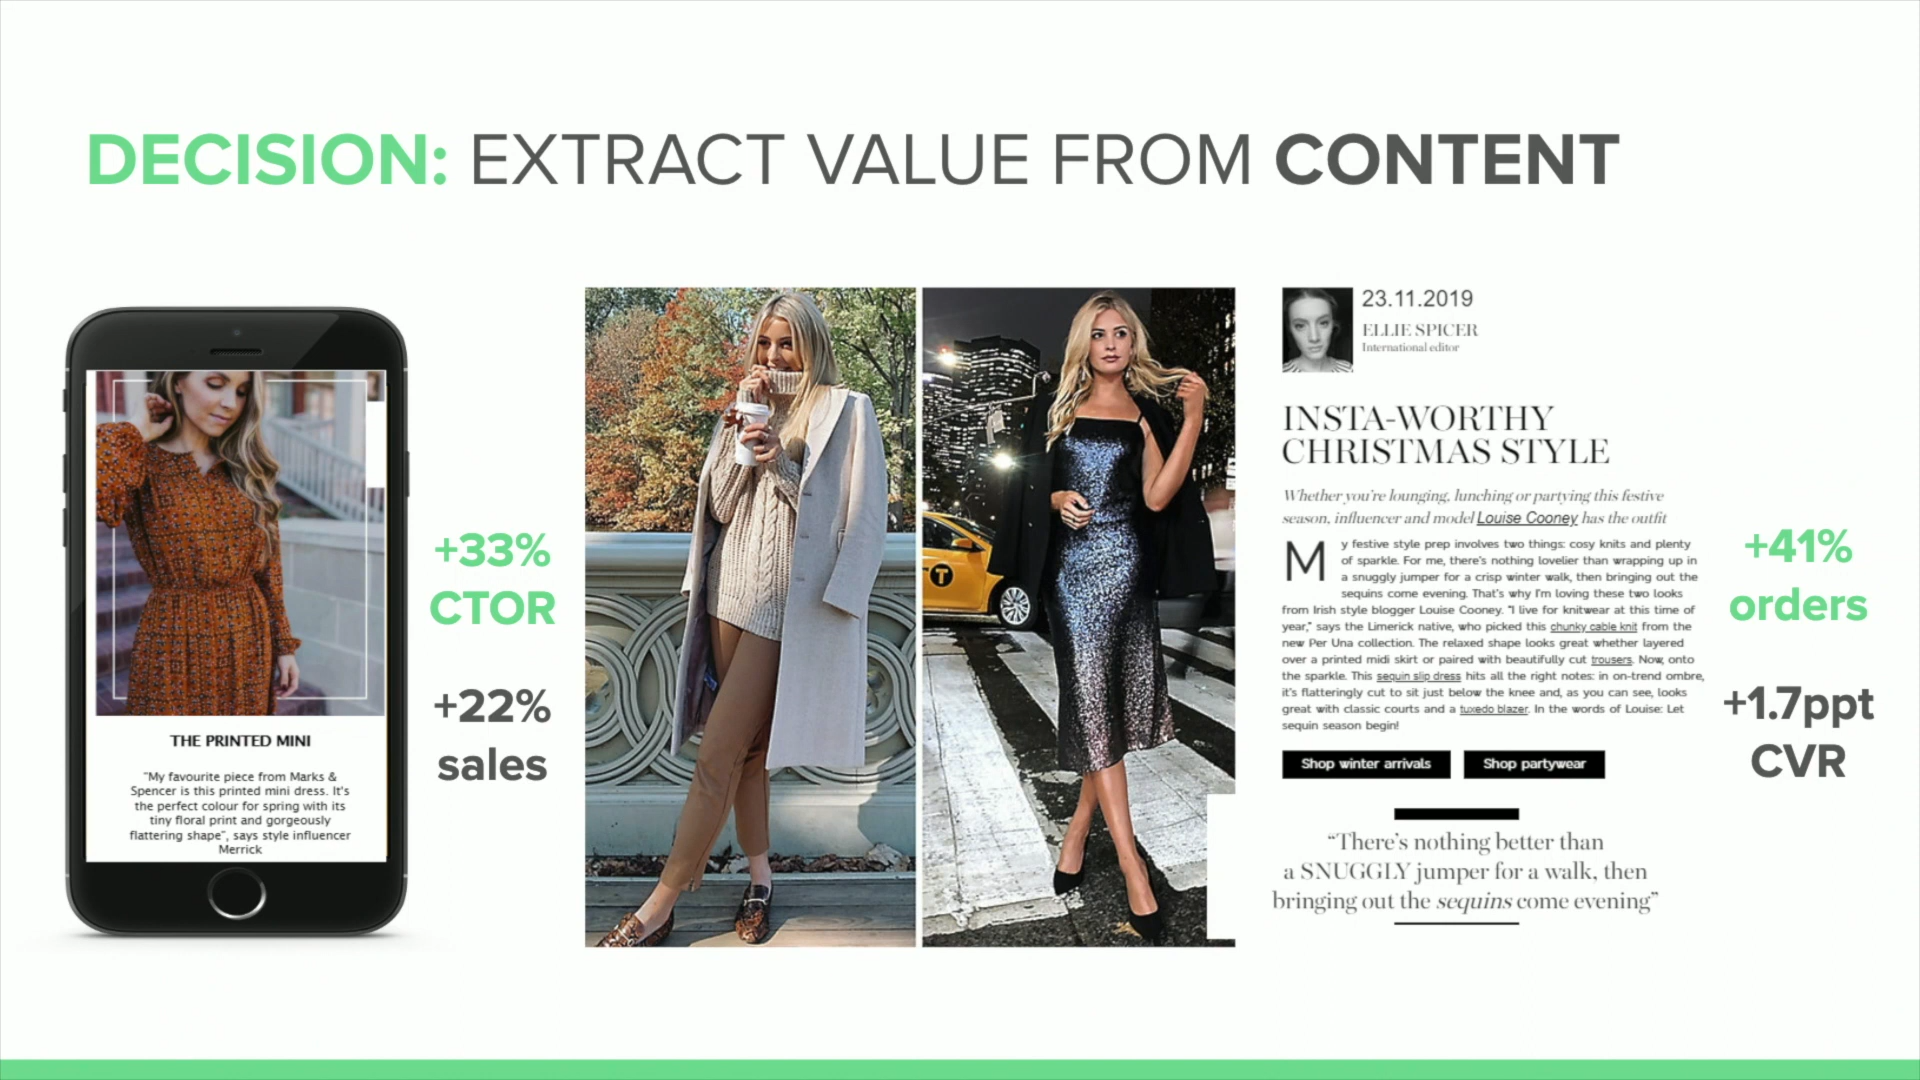 DECISION: EXTRACT VALUE FROM CONTENT
THE PRINTED MINI
"My favourite piece from Marks &
Spencer is this printed mini dress. It's
the perfect colour for spring with its
tiny floral print and gorgeously
flattering shape", says style influencer
Merrick
+33%
CTOR
+22%
sales
T
23.11.2019
ELLIE SPICER
International editor
INSTA-WORTHY
CHRISTMAS STYLE
Whether you're lounging, lunching or partying this festive
season, influencer and model Louise Cooney has the outfit
My festive style prep involves two things: cosy knits and plenty
of sparkle. For me, there's nothing lovelier than wrapping up in
a snuggly jumper for a crisp winter walk, then bringing out the
sequins come evening. That's why I'm loving these two looks
from Irish style blogger Louise Cooney. "I live for knitwear at this time of
year," says the Limerick native, who picked this chunky cable knit from the
new Per Una collection. The relaxed shape looks great whether layered
over a printed midi skirt or paired with beautifully cut trousers. Now, onto
the sparkle. This sequin slip dress hits all the right notes: in on-trend ombre,
it's flatteringly cut to sit just below the knee and, as you can see, looks
great with classic courts and a tuxedo blazer. In the words of Louise: Let
sequin season begin!
Shop winter arrivals
Shop partywear
"There's nothing better than
a SNUGGLY jumper for a walk, then
bringing out the sequins come evening"
+41%
orders
+1.7ppt
CVR